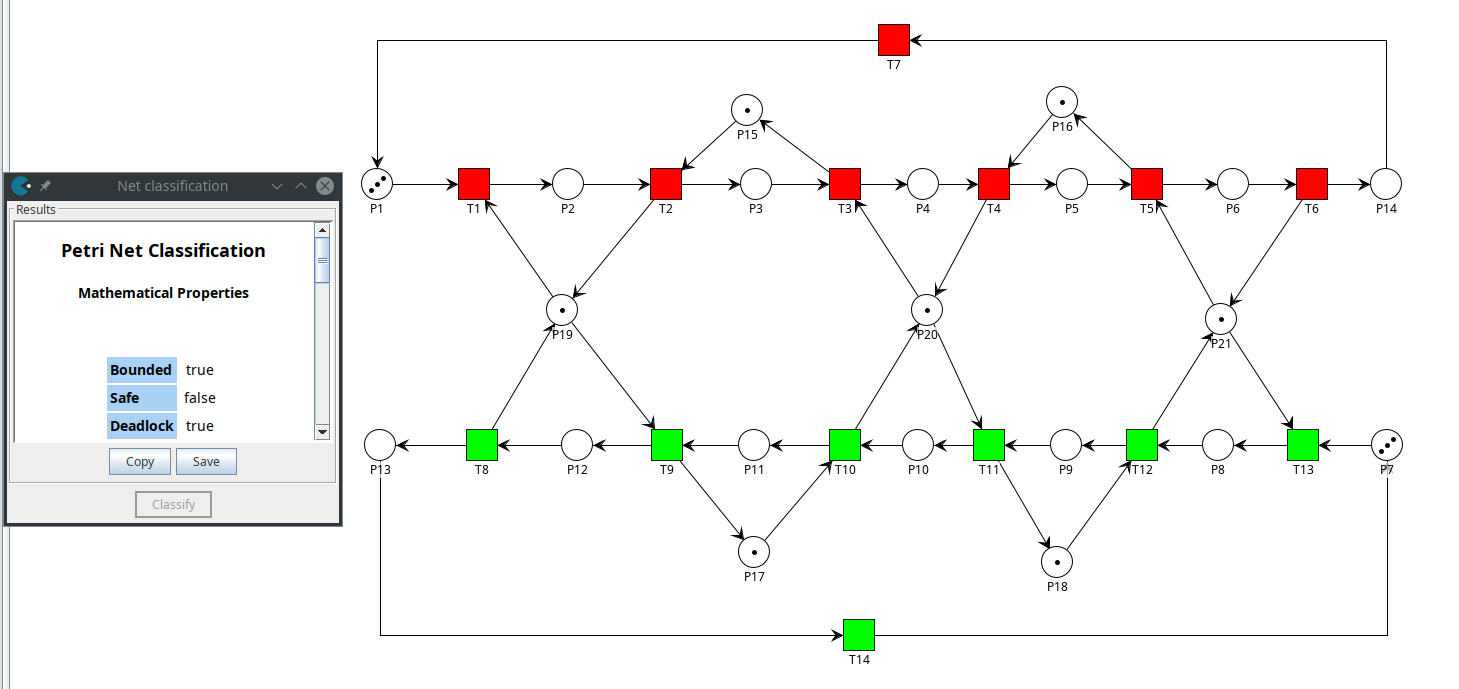 T7
P15
P16
P1
T1
P2
T2
P3
T3
P4
T4
P5
T5
P6
T6
P14
Net classification
Results
Petri Net Classification
Mathematical Properties
Bounded true
Safe false
Deadlock true
Copy Save
Classify
P19
P20
P21
P13
T8
P12
T9
P11
T10
P10
T11
P9
T12
P8
T13
P7
P17
P18
T14